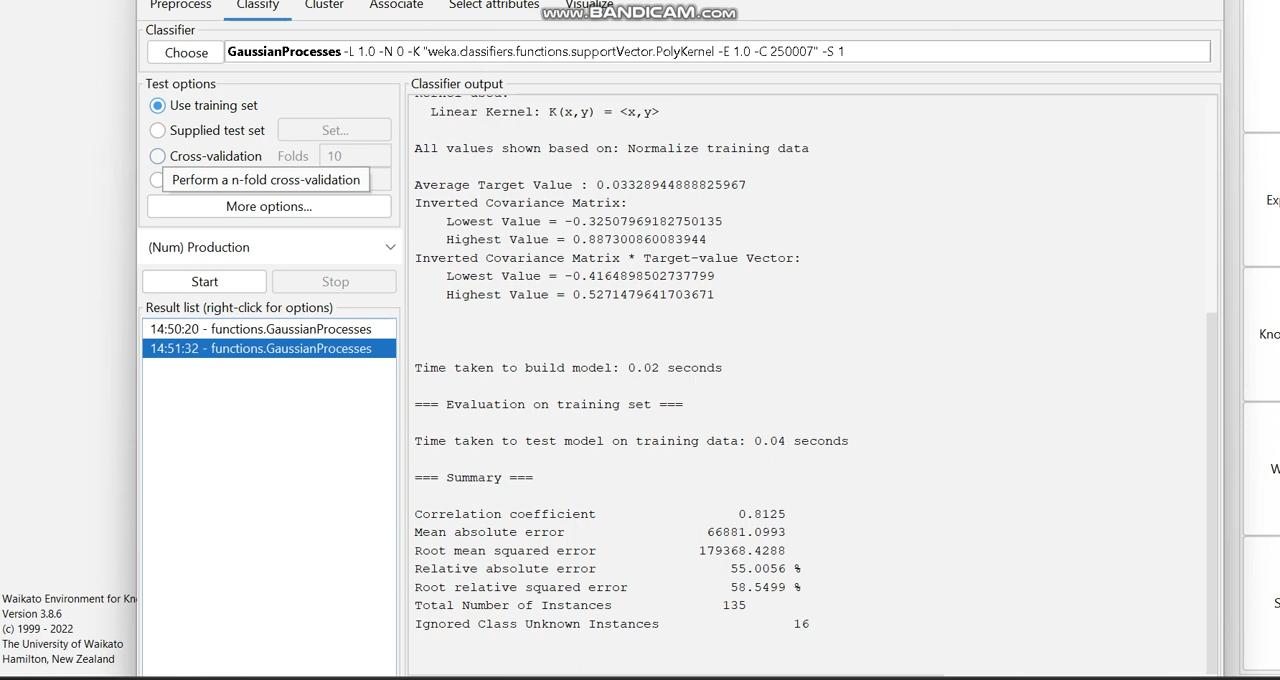 Preprocess Classify Cluster Associate Select attributes Visualize
www.BANDICAM.com
Classifier
Choose GaussianProcesses -L 1.0 -N 0 -K "weka.classifiers.functions.supportVector.PolyKernel -E 1.0 -C 250007" -S 1
Test options
Use training set
Supplied test set Set...
Cross-validation Folds 10
Perform a n-fold cross-validation
More options...
(Num) Production
Start Stop
Result list (right-click for options)
14:50:20 - functions.GaussianProcesses
14:51:32 - functions.GaussianProcesses
Classifier output
Kernel used:
Linear Kernel: K(x,y) = <x,y>
All values shown based on: Normalize training data
Average Target Value : 0.03328944888825967
Inverted Covariance Matrix:
Lowest Value = -0.32507969182750135
Highest Value = 0.887300860083944
Inverted Covariance Matrix * Target-value Vector:
Lowest Value = -0.4164898502737799
Highest Value = 0.5271479641703671
Time taken to build model: 0.02 seconds
=== Evaluation on training set ===
Time taken to test model on training data: 0.04 seconds
=== Summary ===
Correlation coefficient 0.8125
Mean absolute error 66881.0993
Root mean squared error 179368.4288
Relative absolute error 55.0056 %
Root relative squared error 58.5499 %
Total Number of Instances 135
Ignored Class Unknown Instances 16
Waikato Environment for Kn
Version 3.8.6
(c) 1999 - 2022
The University of Waikato
Hamilton, New Zealand
Ex
Kno
W
S